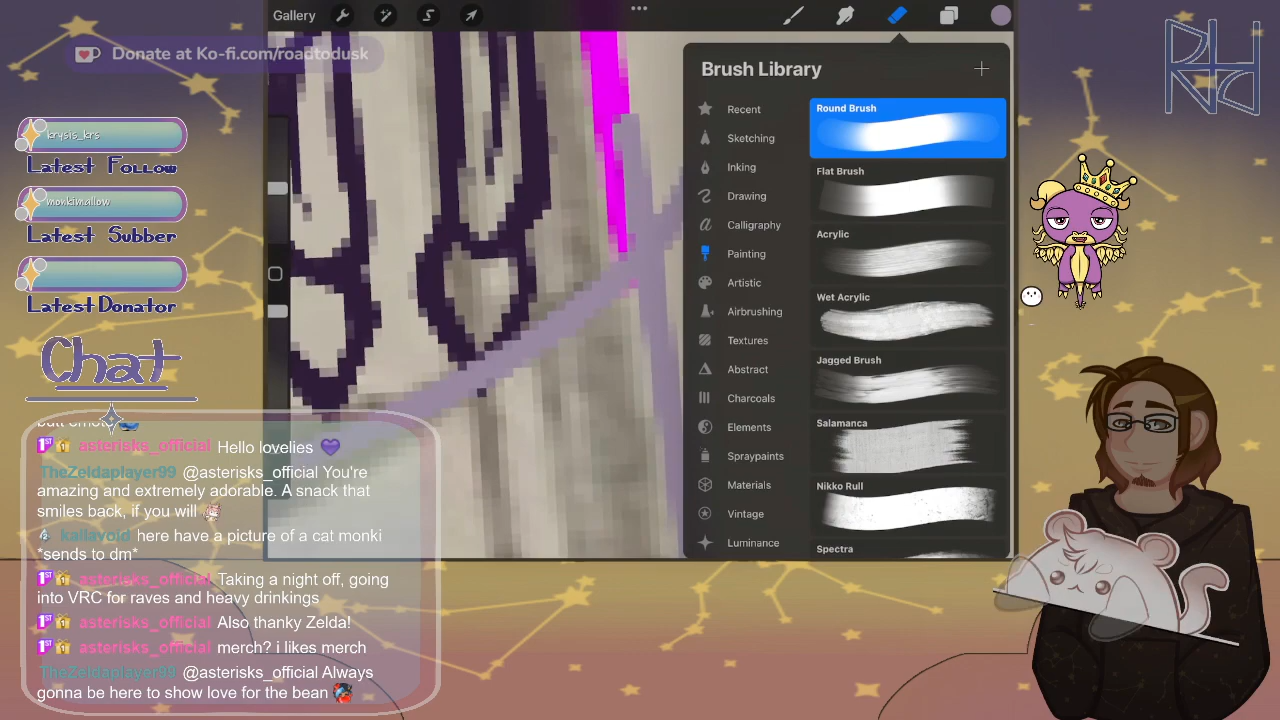 Gallery
Donate at Ko-fi.com/roadtodusk
krysis_krs
Latest Follow
monkimallow
Latest Subber
Latest Donator
Chat
butt emote
asterisks_official Hello lovelies
TheZeldaplayer99 @asterisks_official You're
amazing and extremely adorable. A snack that
smiles back, if you will
kallavoid here have a picture of a cat monki
*sends to dm*
asterisks_official Taking a night off, going
into VRC for raves and heavy drinkings
asterisks_official Also thanky Zelda!
asterisks_official merch? i likes merch
TheZeldaplayer99 @asterisks_official Always
gonna be here to show love for the bean
Brush Library
Recent
Sketching
Inking
Drawing
Calligraphy
Painting
Artistic
Airbrushing
Textures
Abstract
Charcoals
Elements
Spraypaints
Materials
Vintage
Luminance
Round Brush
Flat Brush
Acrylic
Wet Acrylic
Jagged Brush
Salamanca
Nikko Rull
Spectra